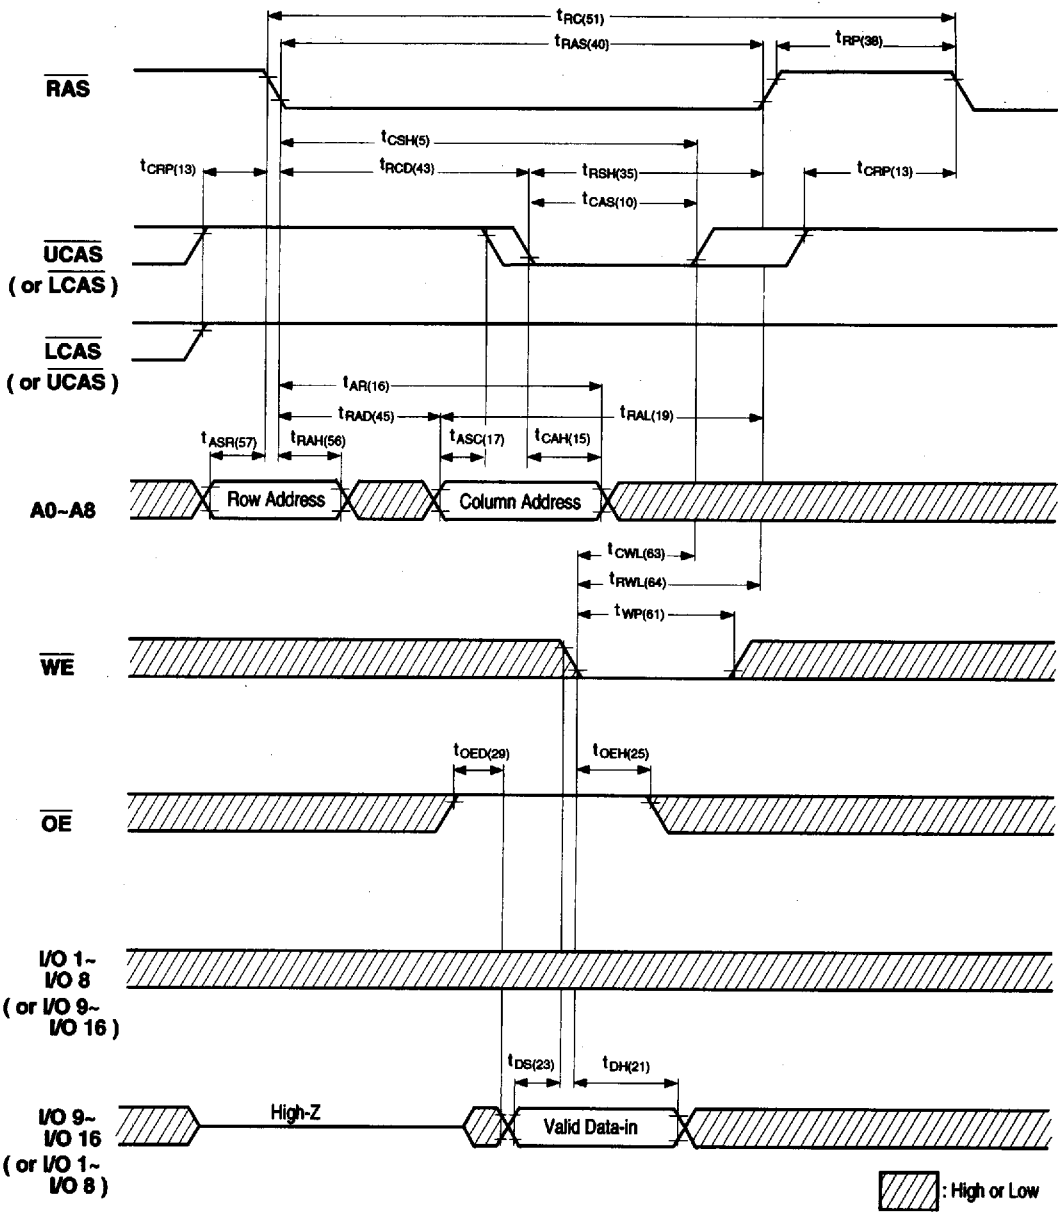 tRC(51)
tRAS(40)
tRP(38)
RAS
tCSH(5)
tCRP(13)
tRCD(43)
tRSH(35)
tCRP(13)
tCAS(10)
UCAS
( or LCAS )
LCAS
( or UCAS )
tAR(16)
tRAD(45)
tRAL(19)
tASR(57)
tRAH(56)
tASC(17)
tCAH(15)
A0~A8
Row Address
Column Address
tCWL(63)
tRWL(64)
tWP(61)
WE
tOED(29)
tOEH(25)
OE
I/O 1~
I/O 8
( or I/O 9~
I/O 16 )
tDS(23)
tDH(21)
I/O 9~
I/O 16
( or I/O 1~
I/O 8 )
High-Z
Valid Data-in
: High or Low